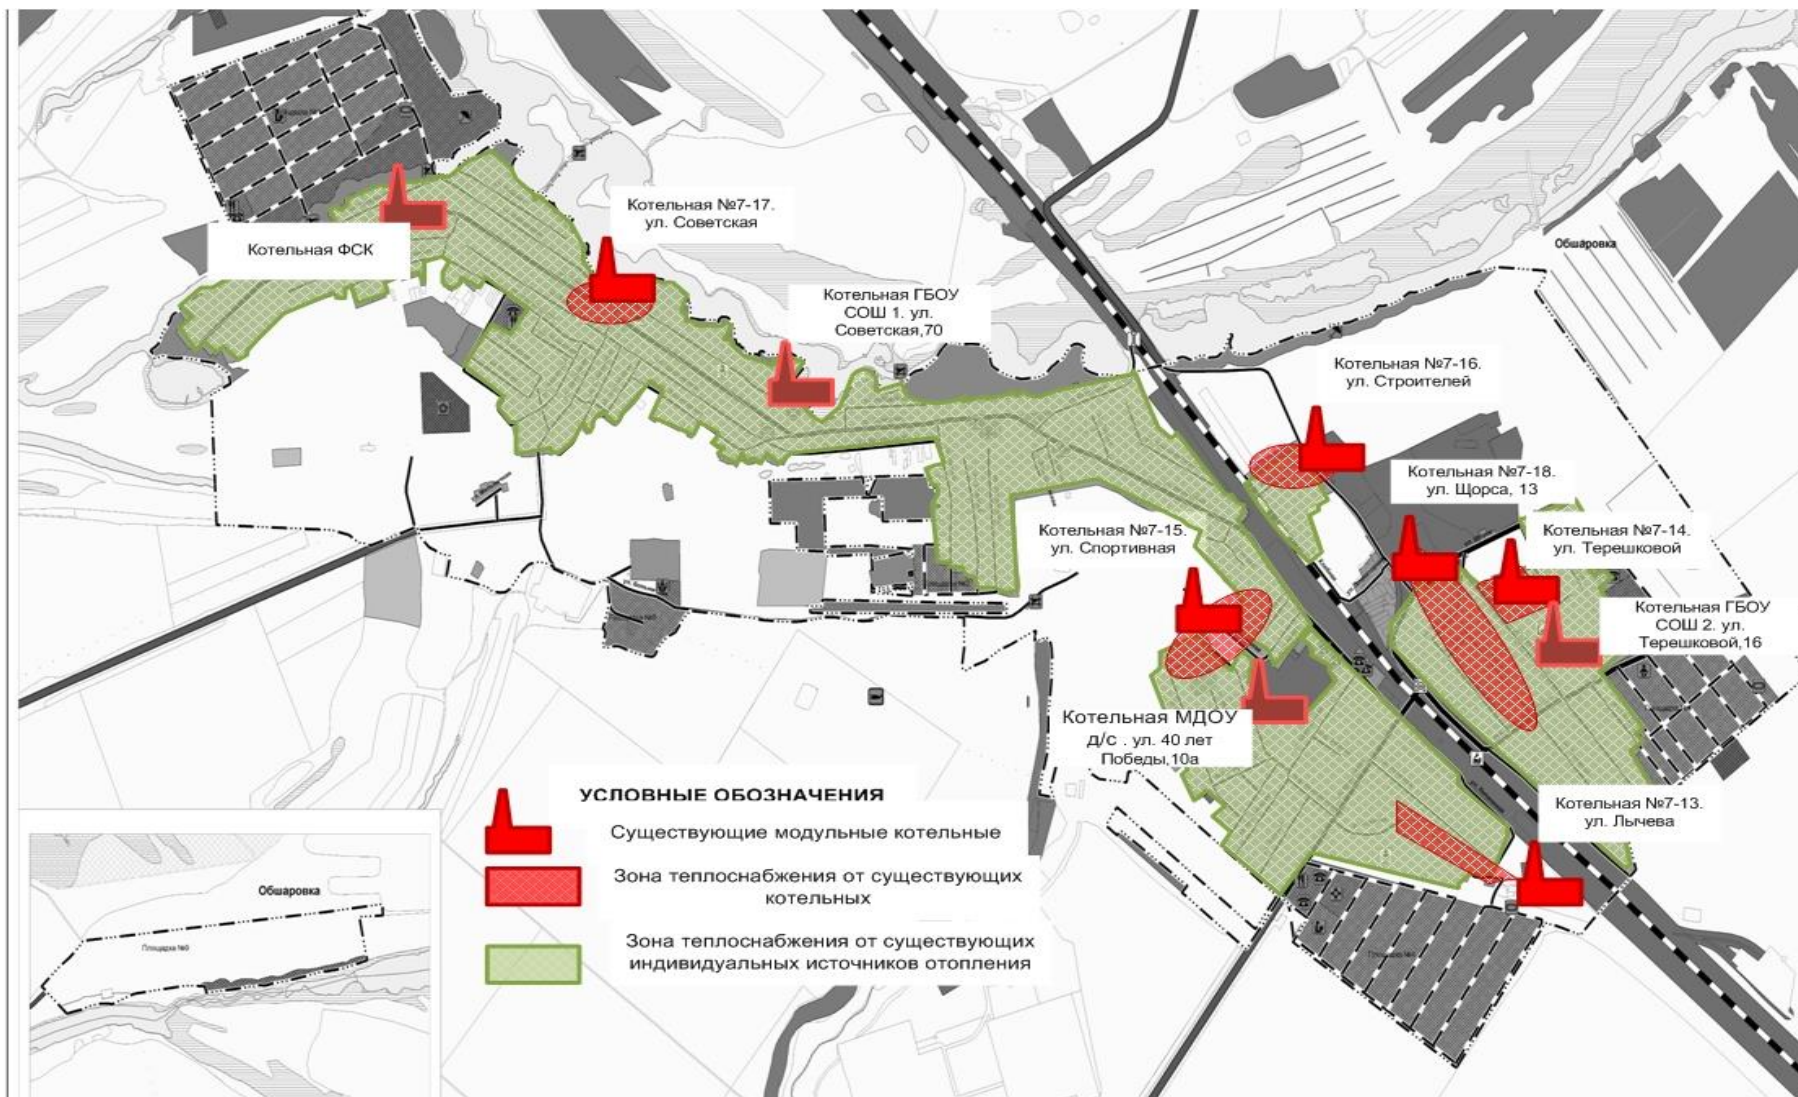 Котельная №7-17.
ул. Советская
Котельная ФСК
Обшаровка
Котельная ГБОУ
СОШ 1. ул.
Советская,70
Котельная №7-16.
ул. Строителей
Котельная №7-18.
ул. Щорса, 13
Котельная №7-15.
ул. Спортивная
Котельная №7-14.
ул. Терешковой
Котельная ГБОУ
СОШ 2. ул.
Терешковой,16
Котельная МДОУ
д/с . ул. 40 лет
Победы,10а
Котельная №7-13.
ул. Лычева
УСЛОВНЫЕ ОБОЗНАЧЕНИЯ
Существующие модульные котельные
Зона теплоснабжения от существующих
котельных
Зона теплоснабжения от существующих
индивидуальных источников отопления
Обшаровка